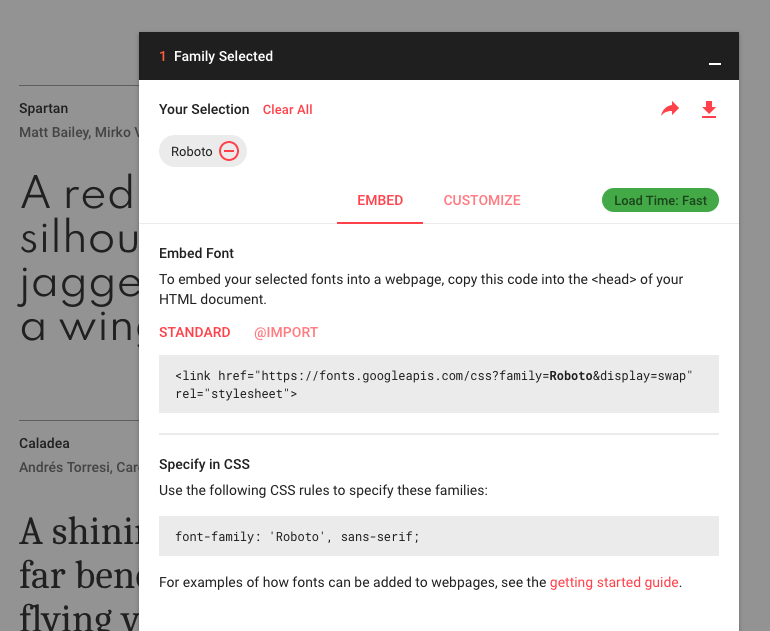 1 Family Selected
Your Selection Clear All
Roboto
EMBED CUSTOMIZE Load Time: Fast
Embed Font
To embed your selected fonts into a webpage, copy this code into the <head> of your
HTML document.
STANDARD @IMPORT
<link href="https://fonts.googleapis.com/css?family=Roboto&display=swap"
rel="stylesheet">
Specify in CSS
Use the following CSS rules to specify these families:
font-family: 'Roboto', sans-serif;
For examples of how fonts can be added to webpages, see the getting started guide.
Spartan
Matt Bailey, Mirko
A red
silhou
jagge
a wing
Caladea
Andrés Torresi, Car
A shinin
far bene
flying